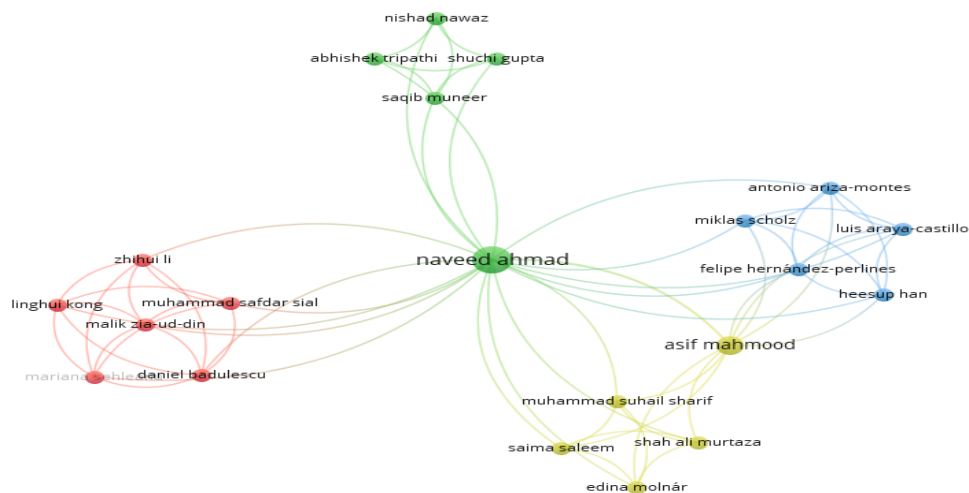 nishad nawaz
abhishek tripathi
shuchi gupta
saqib muneer
antonio ariza-montes
miklas scholz
luis araya-castillo
naveed ahmad
zhihui li
felipe hernández-perlines
heesup han
linghui kong
muhammad safdar sial
malik zia-ud-din
asif mahmood
mariana
daniel badulescu
muhammad suhail sharif
saima saleem
shah ali murtaza
edina molnár